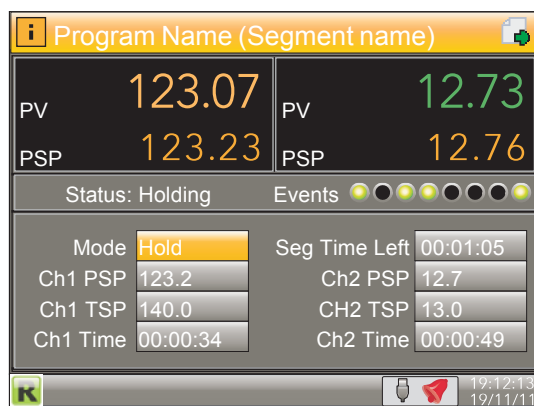 i Program Name (Segment name)
PV 123.07 PV 12.73
PSP 123.23 PSP 12.76
Status: Holding Events
Mode Hold Seg Time Left 00:01:05
Ch1 PSP 123.2 Ch2 PSP 12.7
Ch1 TSP 140.0 CH2 TSP 13.0
Ch1 Time 00:00:34 Ch2 Time 00:00:49
R 19:12:13
19/11/11